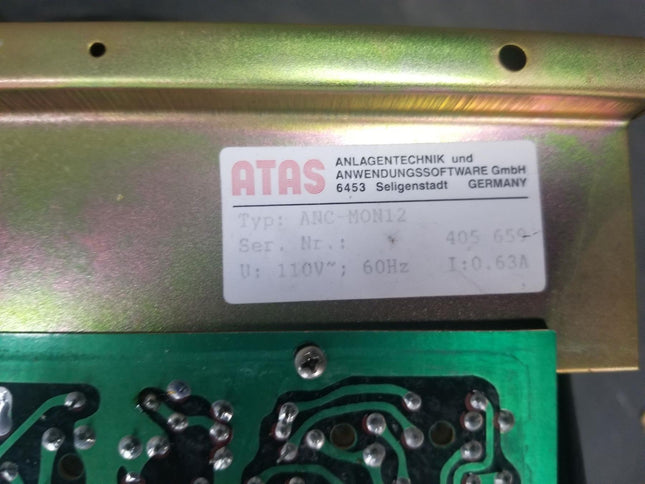 ATAS
ANLAGENTECHNIK und
ANWENDUNGSSOFTWARE GmbH
6453 Seligenstadt GERMANY
Typ: ANC-MON12
Ser. Nr.: 405 659
U: 110V~; 60Hz I:0.63A